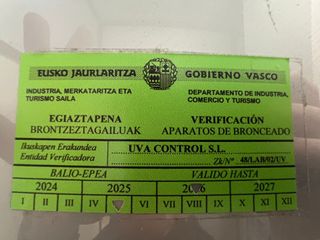 EUSKO JAURLARITZA GOBIERNO VASCO
INDUSTRIA, MERKATARITZA ETA TURISMO SAILA
DEPARTAMENTO DE INDUSTRIA, COMERCIO Y TURISMO
EGIAZTAPENA
BRONTZEZTAGAILUAK
VERIFICACIÓN
APARATOS DE BRONCEADO
Ikuskapen Erakundea
Entidad Verificadora
UVA CONTROL S.L.
Zk/Nº 48/LAB/02/UV
BALIO-EPEA VALIDO HASTA
2024 2025 2026 2027
I II III IV V VI VII VIII IX X XI XII